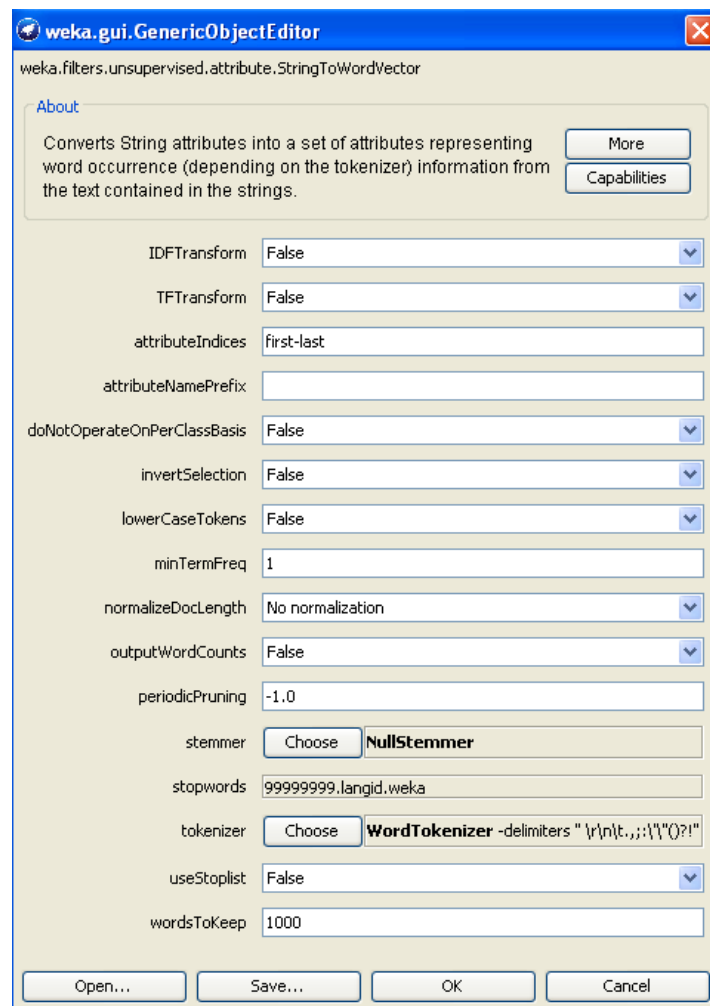 weka.gui.GenericObjectEditor
weka.filters.unsupervised.attribute.StringToWordVector
About
Converts String attributes into a set of attributes representing
word occurrence (depending on the tokenizer) information from
the text contained in the strings.
More
Capabilities
IDFTransform False
TFTransform False
attributeIndices first-last
attributeNamePrefix
doNotOperateOnPerClassBasis False
invertSelection False
lowerCaseTokens False
minTermFreq 1
normalizeDocLength No normalization
outputWordCounts False
periodicPruning -1.0
stemmer Choose NullStemmer
stopwords 99999999.langid.weka
tokenizer Choose WordTokenizer -delimiters " \r\n\t.,;:\'\"()?!"
useStoplist False
wordsToKeep 1000
Open... Save... OK Cancel